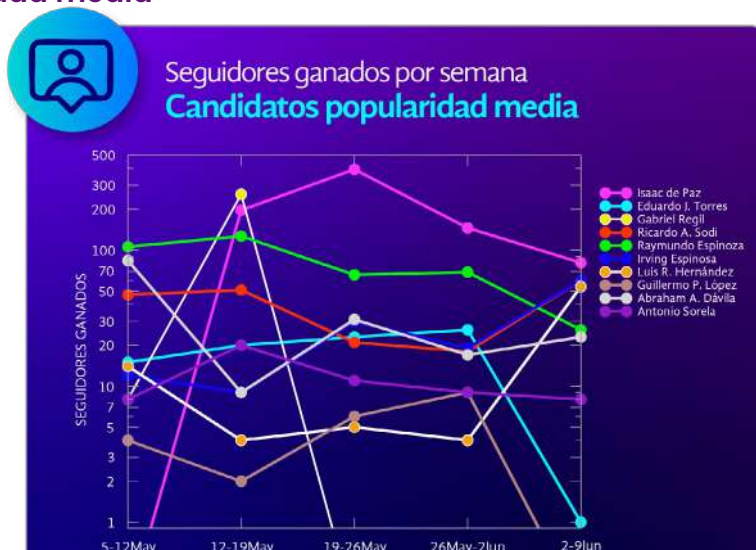 Seguidores ganados por semana
Candidatos popularidad media
SEGUIDORES GANADOS
500
300
200
100
70
50
30
20
10
7
5
3
2
1
5-12May
12-19May
19-26May
26May-2Jun
2-9Jun
Isaac de Paz
Eduardo J. Torres
Gabriel Regil
Ricardo A. Sodi
Raymundo Espinoza
Irving Espinosa
Luis R. Hernández
Guillermo P. López
Abraham A. Dávila
Antonio Sorela